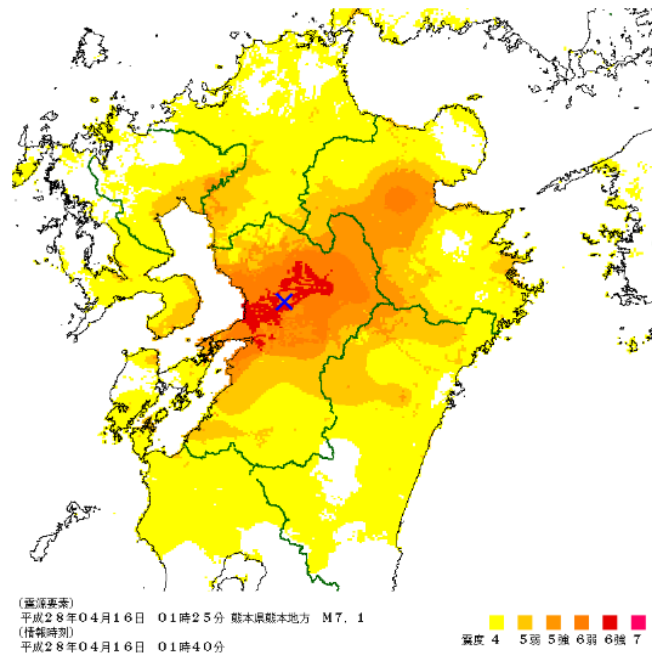 (震源要素)
平成２８年０４月１６日　０１時２５分 熊本県熊本地方　Ｍ７．１
(情報時刻)
平成２８年０４月１６日　０１時４０分
震度 ４　５弱 ５強 ６弱 ６強 ７